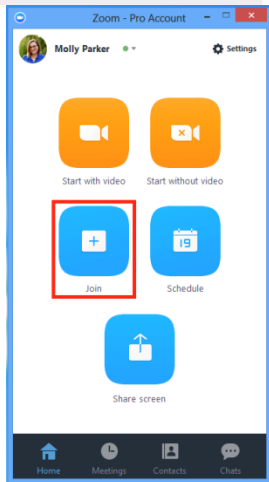 Zoom - Pro Account
Molly Parker
Settings
Start with video
Start without video
Join
19
Schedule
Share screen
Home
Meetings
Contacts
Chats